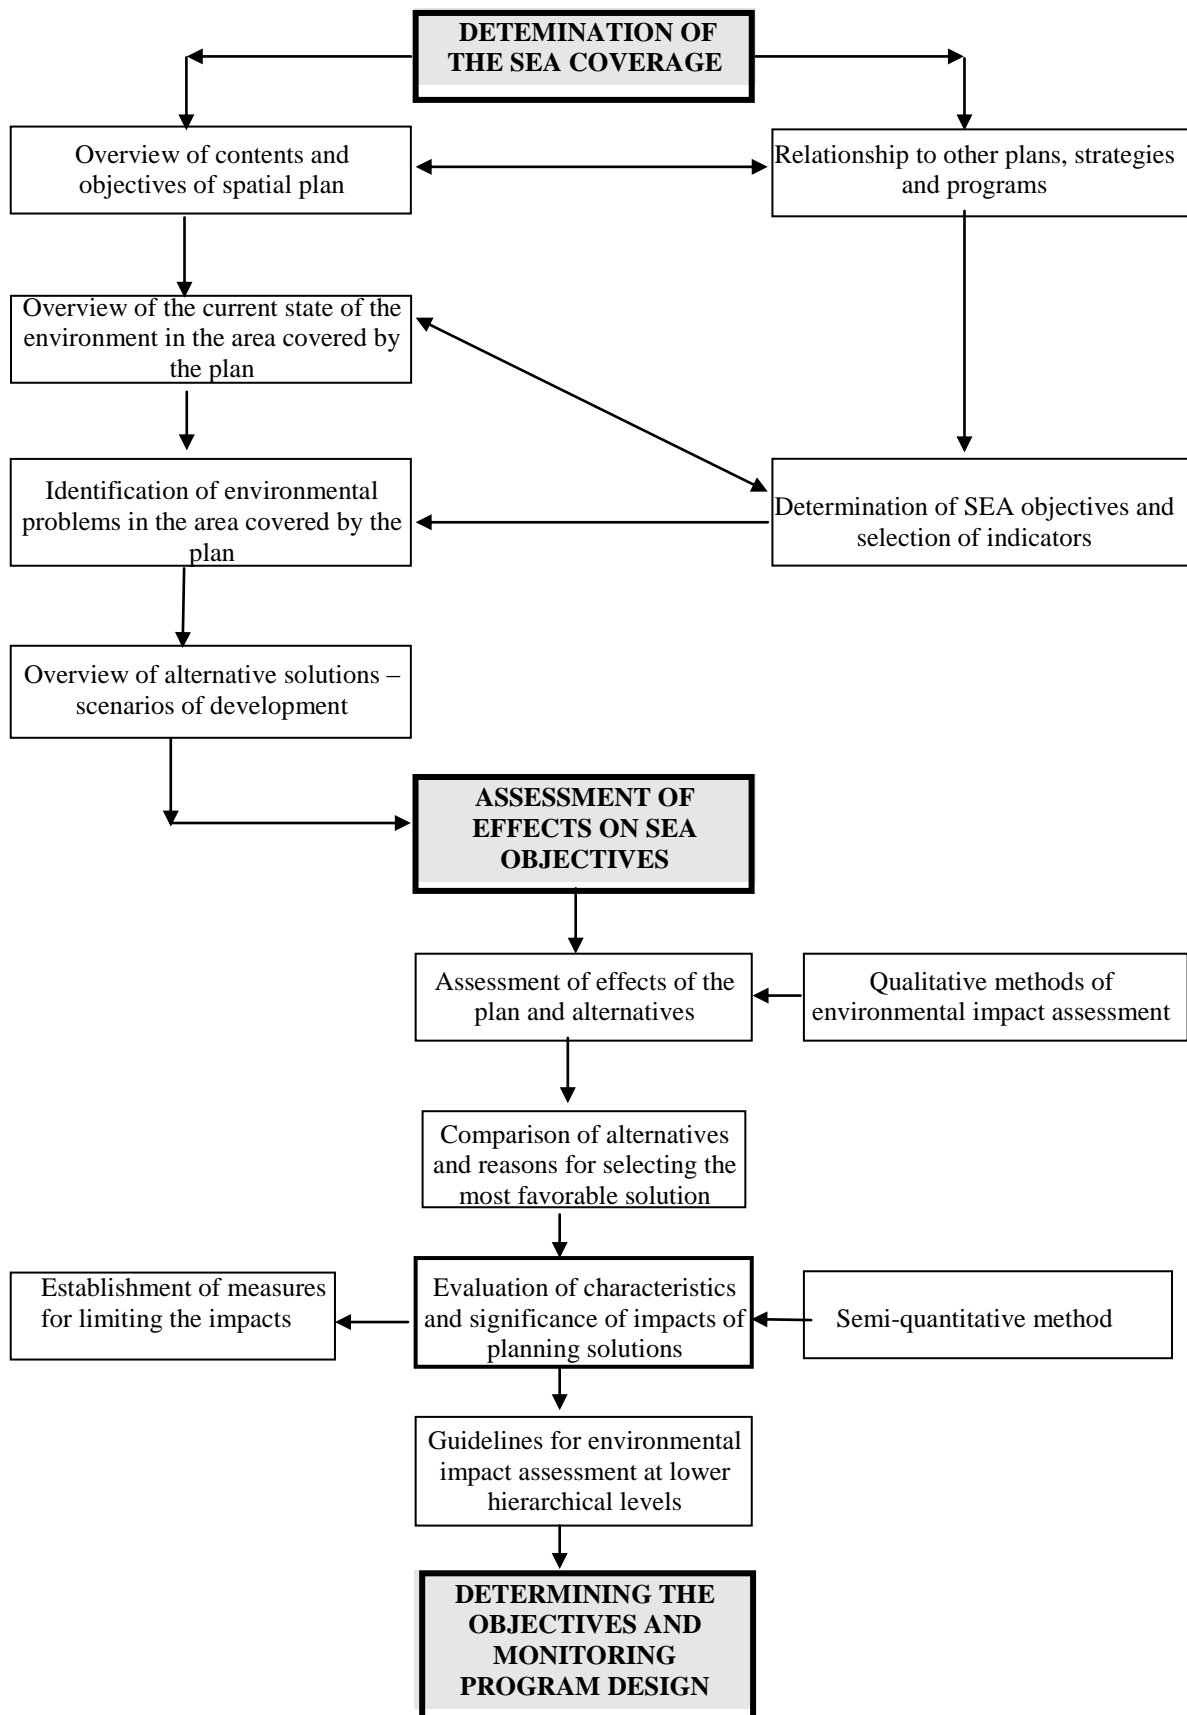 DETEMINATION OF
THE SEA COVERAGE
Overview of contents and
objectives of spatial plan
Relationship to other plans, strategies
and programs
Overview of the current state of the
environment in the area covered by
the plan
Identification of environmental
problems in the area covered by the
plan
Determination of SEA objectives and
selection of indicators
Overview of alternative solutions –
scenarios of development
ASSESSMENT OF
EFFECTS ON SEA
OBJECTIVES
Assessment of effects of the
plan and alternatives
Qualitative methods of
environmental impact assessment
Comparison of alternatives
and reasons for selecting the
most favorable solution
Establishment of measures
for limiting the impacts
Evaluation of characteristics
and significance of impacts of
planning solutions
Semi-quantitative method
Guidelines for environmental
impact assessment at lower
hierarchical levels
DETERMINING THE
OBJECTIVES AND
MONITORING
PROGRAM DESIGN